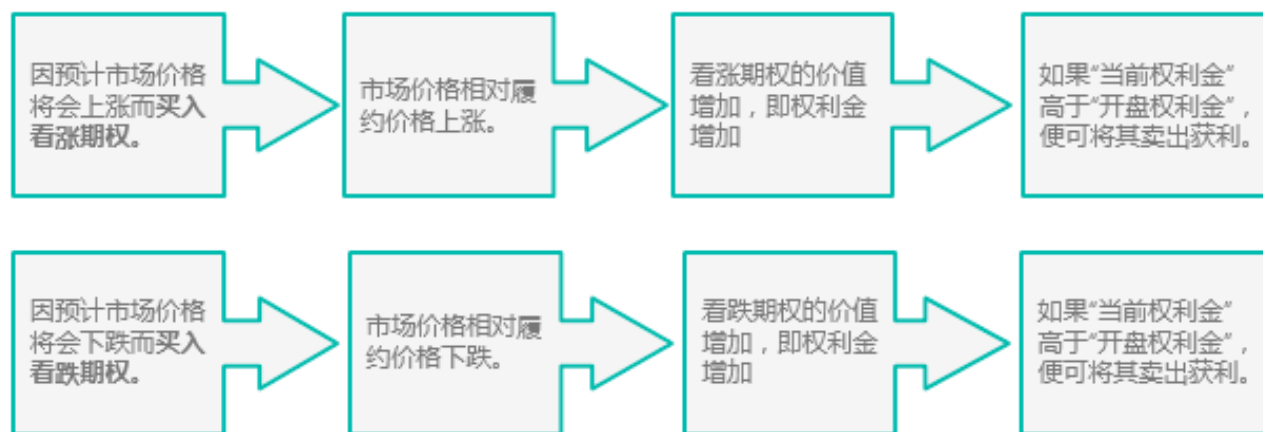 因预计市场价格
将会上涨而买入
看涨期权。
市场价格相对履
约价格上涨。
看涨期权的价值
增加，即权利金
增加
如果“当前权利金”
高于“开盘权利金”，
便可将其卖出获利。
因预计市场价格
将会下跌而买入
看跌期权。
市场价格相对履
约价格下跌。
看跌期权的价值
增加，即权利金
增加
如果“当前权利金”
高于“开盘权利金”，
便可将其卖出获利。